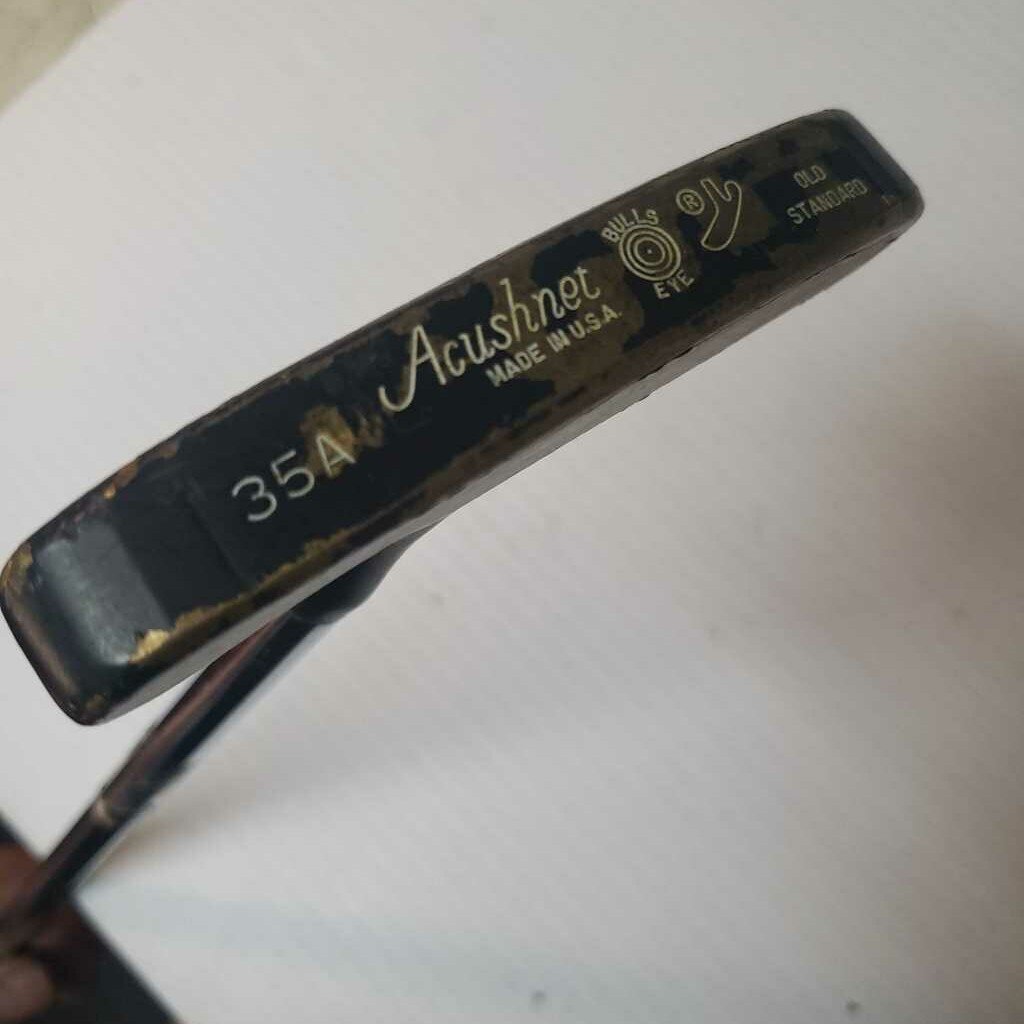 35A
Acushnet
MADE IN U.S.A.
BULLS
EYE
®
OLD
STANDARD